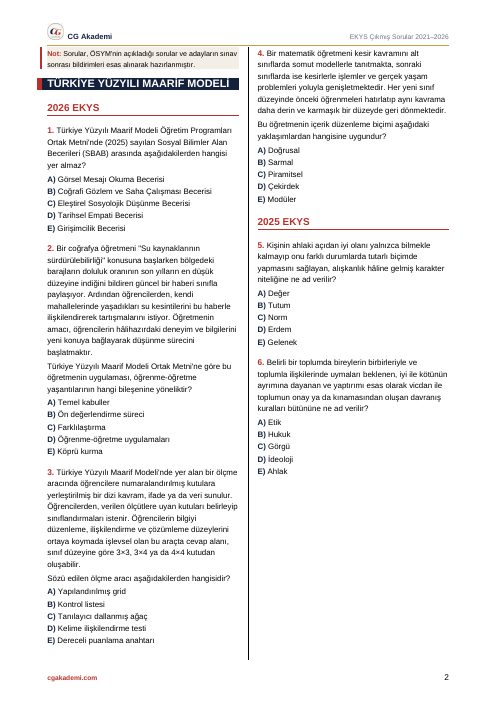 CG Akademi
EKYS Çıkmış Sorular 2021–2026
Not: Sorular, ÖSYM'nin açıkladığı sorular ve adayların sınav
sonrası bildirimleri esas alınarak hazırlanmıştır.
TÜRKİYE YÜZYILI MAARİF MODELİ
2026 EKYS
1. Türkiye Yüzyılı Maarif Modeli Öğretim Programları
Ortak Metni'nde (2025) sayılan Sosyal Bilimler Alan
Becerileri (SBAB) arasında aşağıdakilerden hangisi
yer almaz?
A) Görsel Mesajı Okuma Becerisi
B) Coğrafi Gözlem ve Saha Çalışması Becerisi
C) Eleştirel Sosyolojik Düşünme Becerisi
D) Tarihsel Empati Becerisi
E) Girişimcilik Becerisi
2. Bir coğrafya öğretmeni "Su kaynaklarının
sürdürülebilirliği" konusuna başlarken bölgedeki
barajların doluluk oranının son yılların en düşük
düzeyine indiğini bildiren güncel bir haberi sınıfla
paylaşıyor. Ardından öğrencilerden, kendi
mahallelerinde yaşadıkları su kesintilerini bu haberle
ilişkilendirerek tartışmalarını istiyor. Öğretmenin
amacı, öğrencilerin hâlihazırdaki deneyim ve bilgilerini
yeni konuya bağlayarak düşünme sürecini
başlatmaktır.
Türkiye Yüzyılı Maarif Modeli Ortak Metni'ne göre bu
öğretmenin uygulaması, öğrenme-öğretme
yaşantılarının hangi bileşenine yöneliktir?
A) Temel kabuller
B) Ön değerlendirme süreci
C) Farklılaştırma
D) Öğrenme-öğretme uygulamaları
E) Köprü kurma
3. Türkiye Yüzyılı Maarif Modeli'nde yer alan bir ölçme
aracında öğrencilere numaralandırılmış kutulara
yerleştirilmiş bir dizi kavram, ifade ya da veri sunulur.
Öğrencilerden, verilen ölçütlere uyan kutuları belirleyip
sınıflandırmaları istenir. Öğrencilerin bilgiyi
düzenleme, ilişkilendirme ve çözümleme düzeylerini
ortaya koymada işlevsel olan bu araçta cevap alanı,
sınıf düzeyine göre 3×3, 3×4 ya da 4×4 kutudan
oluşabilir.
Sözü edilen ölçme aracı aşağıdakilerden hangisidir?
A) Yapılandırılmış grid
B) Kontrol listesi
C) Tanılayıcı dallanmış ağaç
D) Kelime ilişkilendirme testi
E) Dereceli puanlama anahtarı
4. Bir matematik öğretmeni kesir kavramını alt
sınıflarda somut modellerle tanıtmakta, sonraki
sınıflarda ise kesirlerle işlemler ve gerçek yaşam
problemleri yoluyla genişletmektedir. Her yeni sınıf
düzeyinde önceki öğrenmeleri hatırlatıp aynı kavrama
daha derin ve karmaşık bir düzeyde geri dönmektedir.
Bu öğretmenin içerik düzenleme biçimi aşağıdaki
yaklaşımlardan hangisine uygundur?
A) Doğrusal
B) Sarmal
C) Piramitsel
D) Çekirdek
E) Modüler
2025 EKYS
5. Kişinin ahlaki açıdan iyi olanı yalnızca bilmekle
kalmayıp onu farklı durumlarda tutarlı biçimde
yapmasını sağlayan, alışkanlık hâline gelmiş karakter
niteliğine ne ad verilir?
A) Değer
B) Tutum
C) Norm
D) Erdem
E) Gelenek
6. Belirli bir toplumda bireylerin birbirleriyle ve
toplumla ilişkilerinde uymaları beklenen, iyi ile kötünün
ayrımına dayanan ve yaptırımı esas olarak vicdan ile
toplumun onay ya da kınamasından oluşan davranış
kuralları bütününe ne ad verilir?
A) Etik
B) Hukuk
C) Görgü
D) İdeoloji
E) Ahlak
cgakademi.com
2